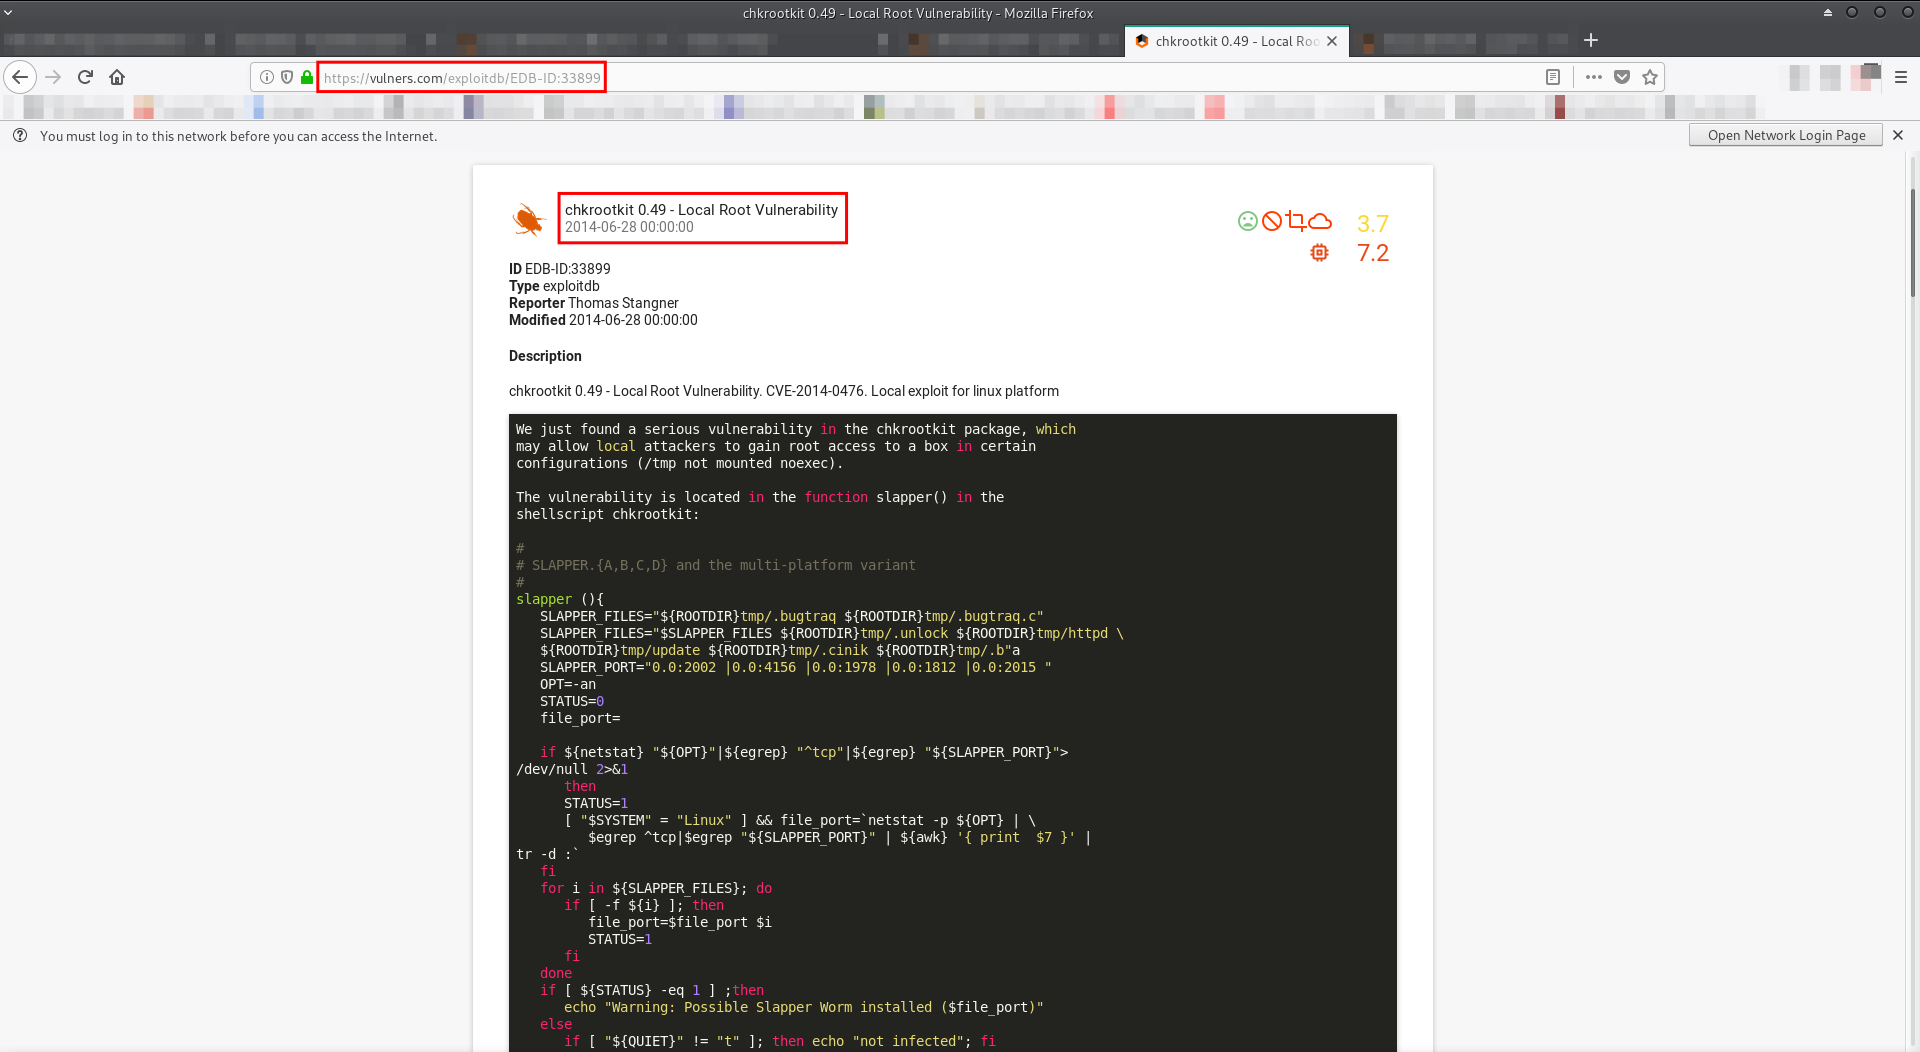 chkrootkit 0.49 - Local Root Vulnerability - Mozilla Firefox
chkrootkit 0.49 - Local Roo
https://vulners.com/exploitdb/EDB-ID:33899
You must log in to this network before you can access the Internet.
Open Network Login Page
chkrootkit 0.49 - Local Root Vulnerability
2014-06-28 00:00:00
3.7
7.2
ID EDB-ID:33899
Type exploitdb
Reporter Thomas Stangner
Modified 2014-06-28 00:00:00
Description
chkrootkit 0.49 - Local Root Vulnerability. CVE-2014-0476. Local exploit for linux platform
We just found a serious vulnerability in the chkrootkit package, which
may allow local attackers to gain root access to a box in certain
configurations (/tmp not mounted noexec).
The vulnerability is located in the function slapper() in the
shellscript chkrootkit:
#
# SLAPPER.{A,B,C,D} and the multi-platform variant
#
slapper (){
SLAPPER_FILES="${ROOTDIR}tmp/.bugtraq ${ROOTDIR}tmp/.bugtraq.c"
SLAPPER_FILES="$SLAPPER_FILES ${ROOTDIR}tmp/.unlock ${ROOTDIR}tmp/httpd \
${ROOTDIR}tmp/update ${ROOTDIR}tmp/.cinik ${ROOTDIR}tmp/.b"a
SLAPPER_PORT="0.0:2002 |0.0:4156 |0.0:1978 |0.0:1812 |0.0:2015 "
OPT=-an
STATUS=0
file_port=
if ${netstat} "${OPT}"|${egrep} "^tcp"|${egrep} "${SLAPPER_PORT}">
/dev/null 2>&1
then
STATUS=1
[ "$SYSTEM" = "Linux" ] && file_port=`netstat -p ${OPT} | \
$egrep ^tcp|$egrep "${SLAPPER_PORT}" | ${awk} '{ print  $7 }' |
tr -d :`
fi
for i in ${SLAPPER_FILES}; do
if [ -f ${i} ]; then
file_port=$file_port $i
STATUS=1
fi
done
if [ ${STATUS} -eq 1 ] ;then
echo "Warning: Possible Slapper Worm installed ($file_port)"
else
if [ "${QUIET}" != "t" ]; then echo "not infected"; fi